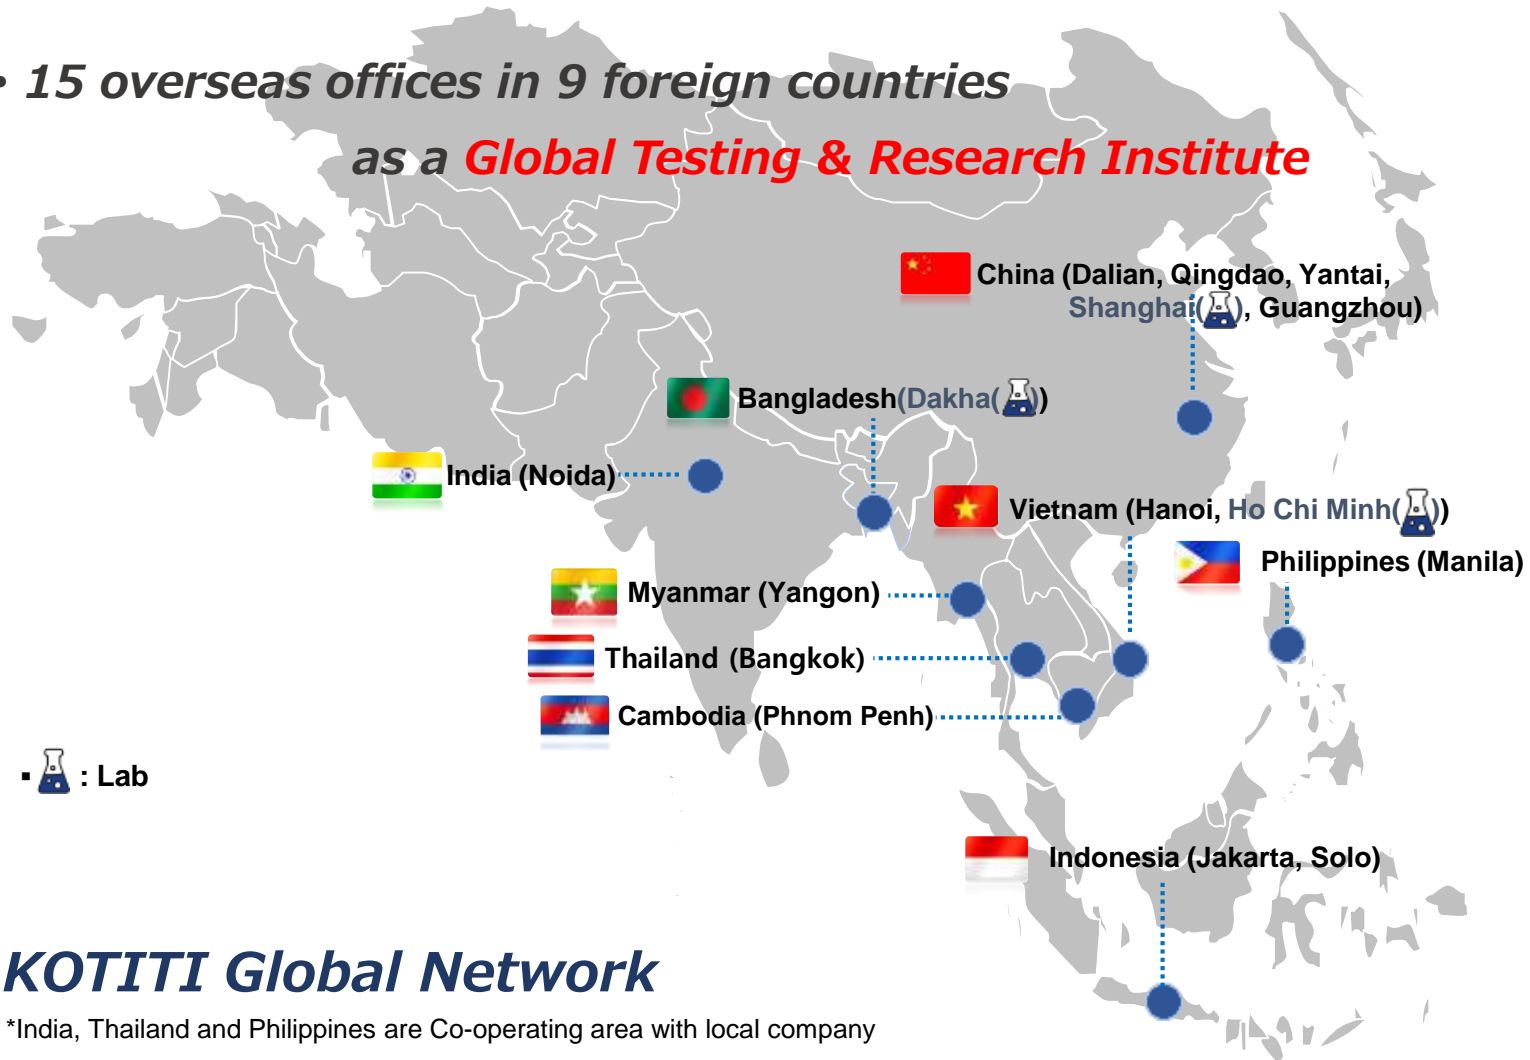 • 15 overseas offices in 9 foreign countries
as a Global Testing & Research Institute
China (Dalian, Qingdao, Yantai,
Shanghai(), Guangzhou)
Bangladesh(Dakha())
India (Noida)
Vietnam (Hanoi, Ho Chi Minh())
Philippines (Manila)
Myanmar (Yangon)
Thailand (Bangkok)
Cambodia (Phnom Penh)
▪ : Lab
Indonesia (Jakarta, Solo)
KOTITI Global Network
*India, Thailand and Philippines are Co-operating area with local company